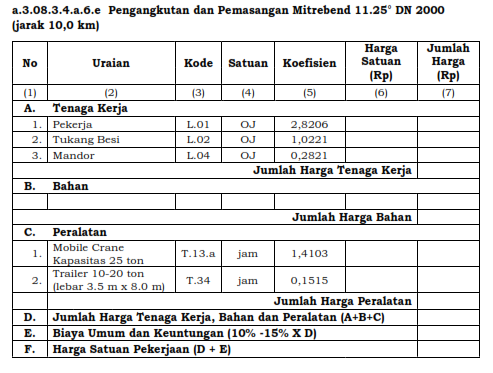 a.3.08.3.4.a.6.e Pengangkutan dan Pemasangan Mitrebend 11.25° DN 2000
(jarak 10,0 km)
No Uraian Kode Satuan Koefisien Harga Satuan (Rp) Jumlah Harga (Rp)
(1) (2) (3) (4) (5) (6) (7)
A. Tenaga Kerja
1. Pekerja L.01 OJ 2,8206
2. Tukang Besi L.02 OJ 1,0221
3. Mandor L.04 OJ 0,2821
Jumlah Harga Tenaga Kerja
B. Bahan
Jumlah Harga Bahan
C. Peralatan
1. Mobile Crane Kapasitas 25 ton T.13.a jam 1,4103
2. Trailer 10-20 ton (lebar 3.5 m x 8.0 m) T.34 jam 0,1515
Jumlah Harga Peralatan
D. Jumlah Harga Tenaga Kerja, Bahan dan Peralatan (A+B+C)
E. Biaya Umum dan Keuntungan (10% -15% X D)
F. Harga Satuan Pekerjaan (D + E)